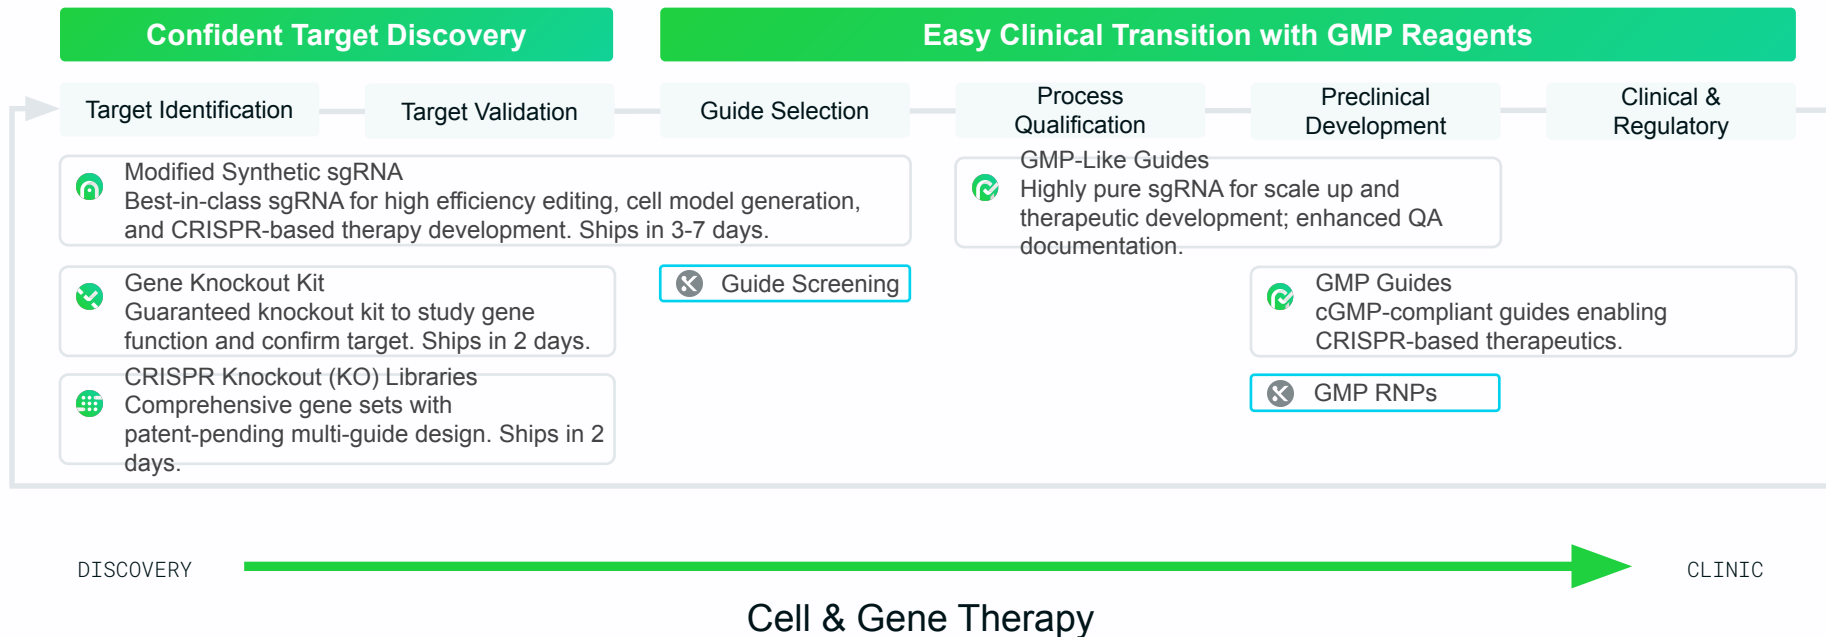 Confident Target Discovery
Easy Clinical Transition with GMP Reagents
Target Identification
Target Validation
Guide Selection
Process
Qualification
Preclinical
Development
Clinical &
Regulatory
Modified Synthetic sgRNA
Best-in-class sgRNA for high efficiency editing, cell model generation,
and CRISPR-based therapy development. Ships in 3-7 days.
GMP-Like Guides
Highly pure sgRNA for scale up and
therapeutic development; enhanced QA
documentation.
Gene Knockout Kit
Guaranteed knockout kit to study gene
function and confirm target. Ships in 2 days.
Guide Screening
GMP Guides
cGMP-compliant guides enabling
CRISPR-based therapeutics.
CRISPR Knockout (KO) Libraries
Comprehensive gene sets with
patent-pending multi-guide design. Ships in 2
days.
GMP RNPs
DISCOVERY
CLINIC
Cell & Gene Therapy